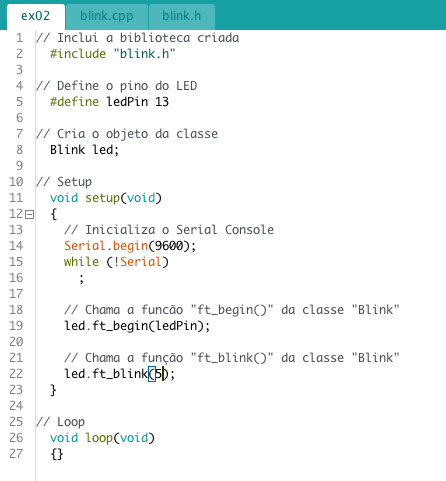 ex02 blink.cpp blink.h
1 // Inclui a biblioteca criada
2 #include "blink.h"
3
4 // Define o pino do LED
5 #define ledPin 13
6
7 // Cria o objeto da classe
8 Blink led;
9
10 // Setup
11 void setup(void)
12 {
13 // Inicializa o Serial Console
14 Serial.begin(9600);
15 while (!Serial)
16 ;
17
18 // Chama a funcão "ft_begin()" da classe "Blink"
19 led.ft_begin(ledPin);
20
21 // Chama a função "ft_blink()" da classe "Blink"
22 led.ft_blink(5);
23 }
24
25 // Loop
26 void loop(void)
27 {}